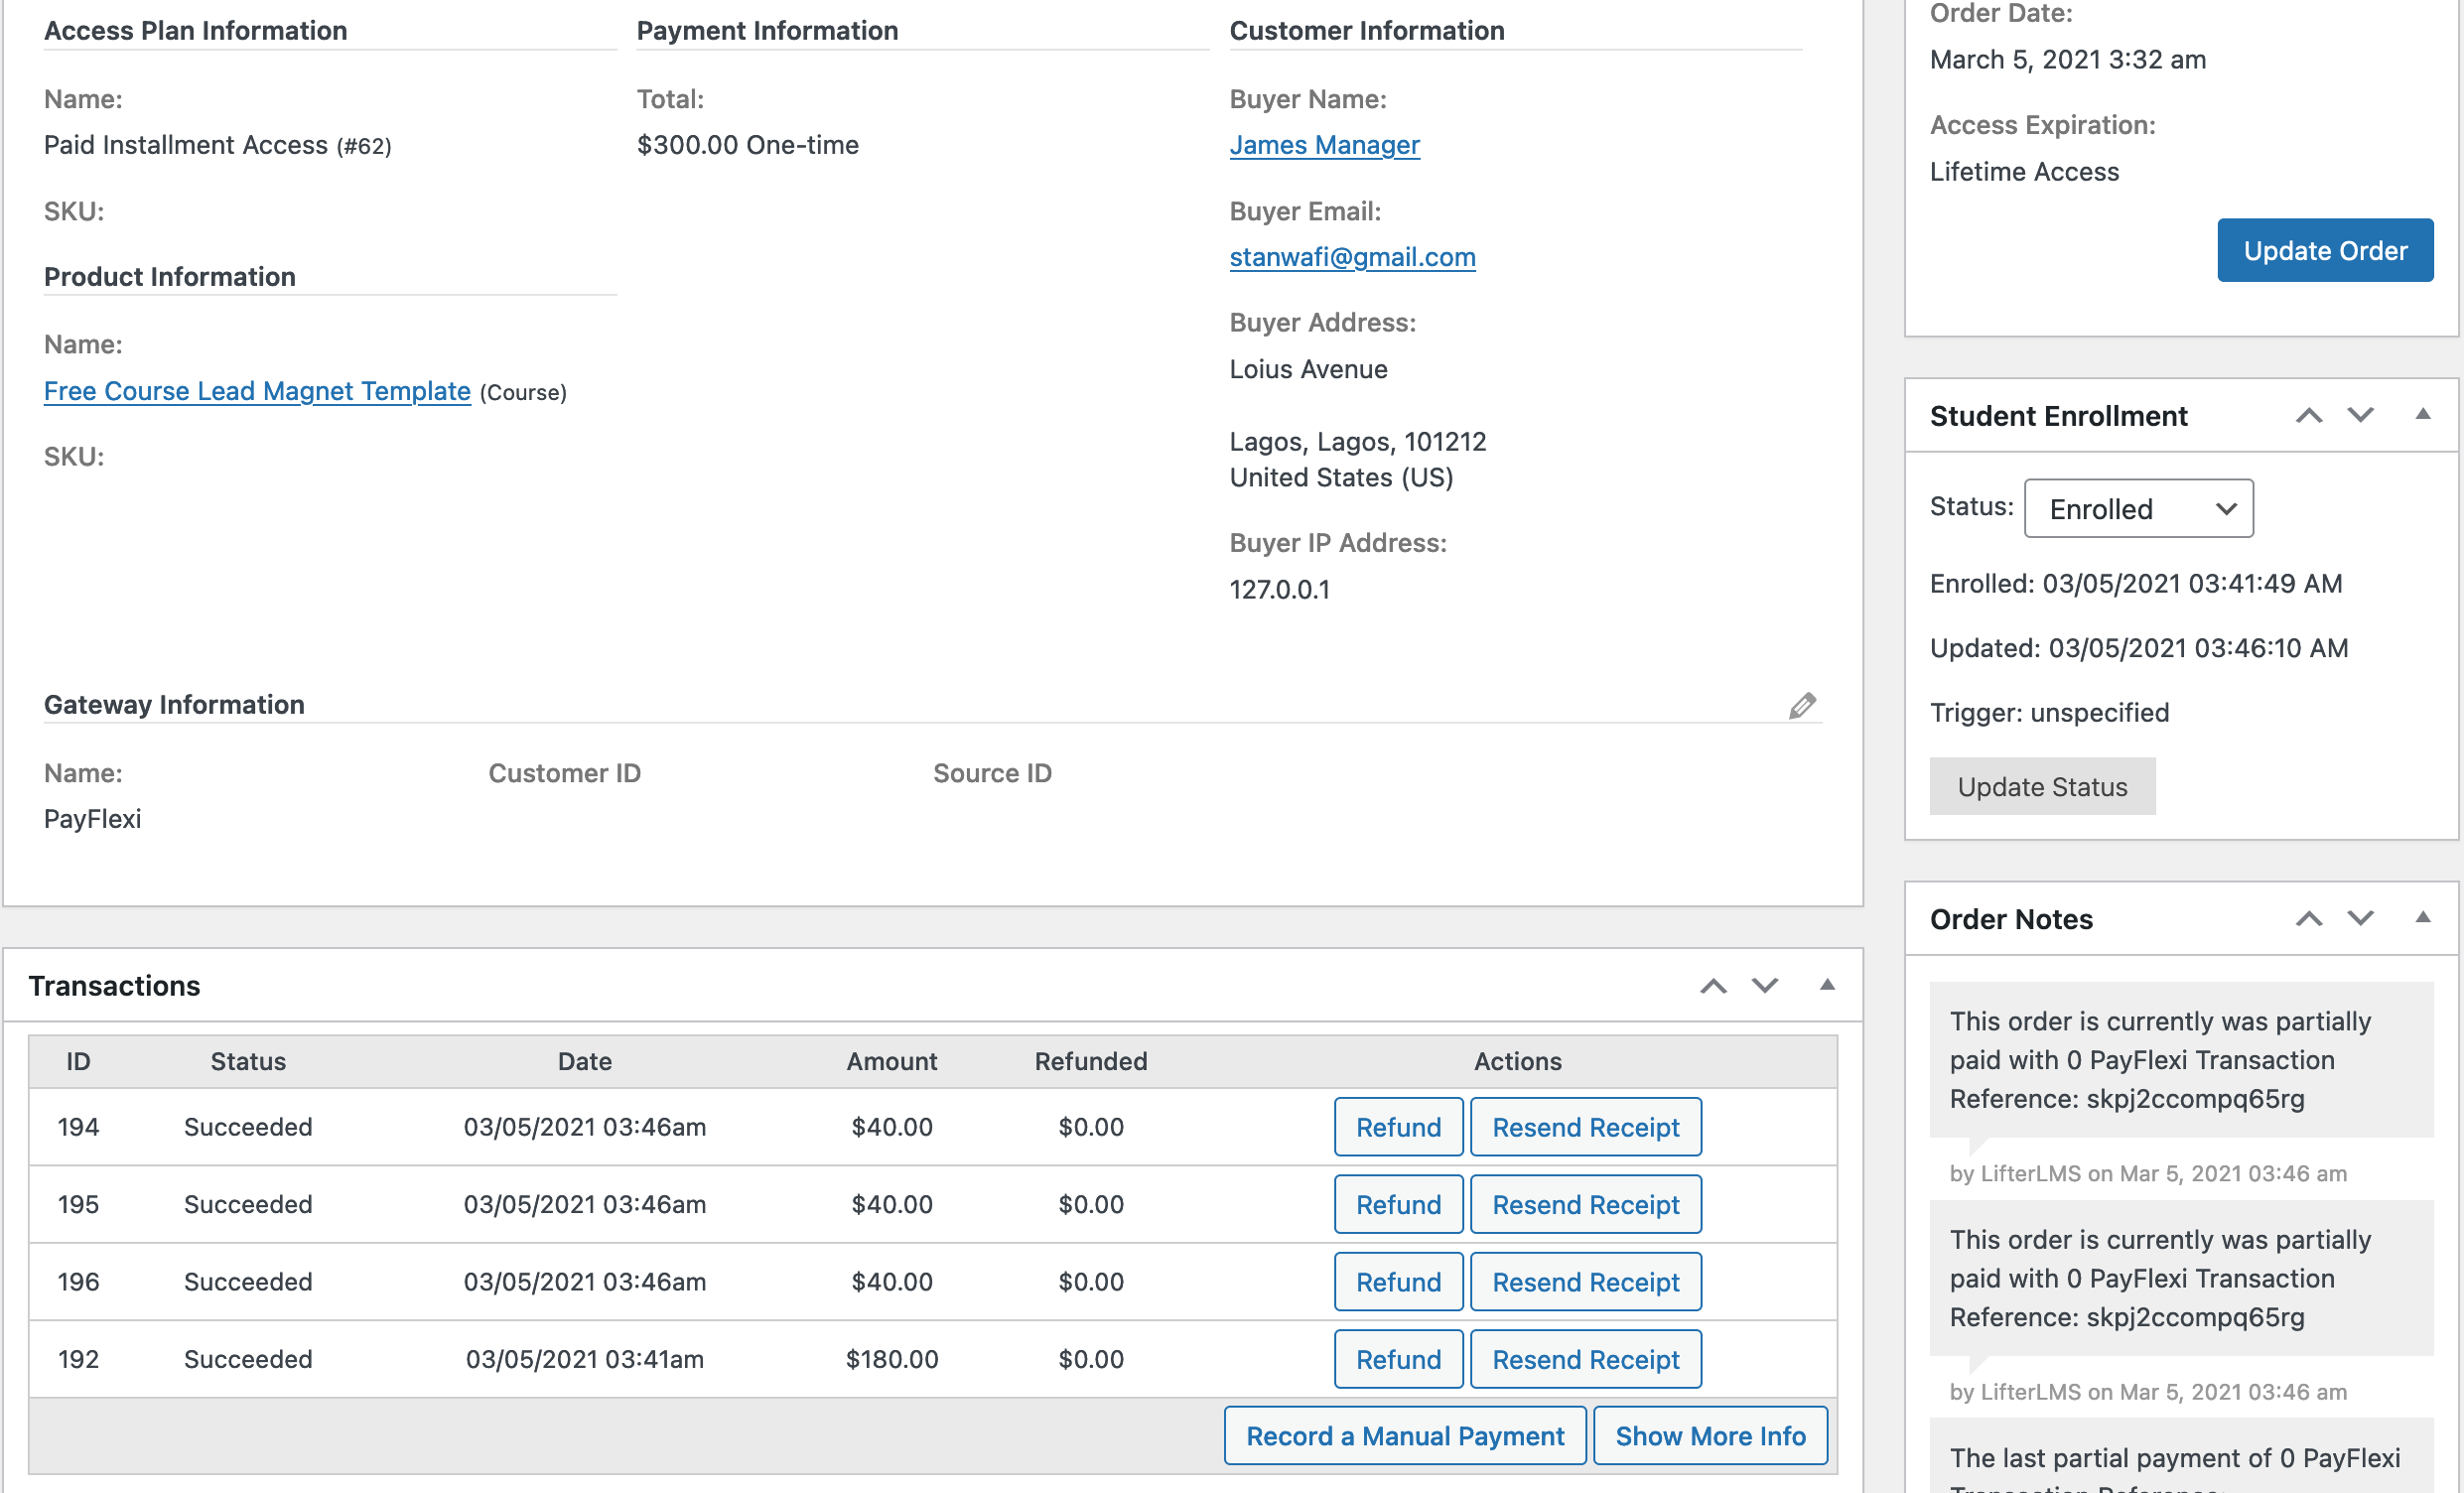 Access Plan Information
Name:
Paid Installment Access (#62)
SKU:
Product Information
Name:
Free Course Lead Magnet Template (Course)
SKU:
Payment Information
Total:
$300.00 One-time
Customer Information
Buyer Name:
James Manager
Buyer Email:
stanwafi@gmail.com
Buyer Address:
Loius Avenue
Lagos, Lagos, 101212
United States (US)
Buyer IP Address:
127.0.0.1
Gateway Information
Name: Customer ID Source ID
PayFlexi
Transactions
ID Status Date Amount Refunded Actions
194 Succeeded 03/05/2021 03:46am $40.00 $0.00 Refund Resend Receipt
195 Succeeded 03/05/2021 03:46am $40.00 $0.00 Refund Resend Receipt
196 Succeeded 03/05/2021 03:46am $40.00 $0.00 Refund Resend Receipt
192 Succeeded 03/05/2021 03:41am $180.00 $0.00 Refund Resend Receipt
Record a Manual Payment Show More Info
Order Date:
March 5, 2021 3:32 am
Access Expiration:
Lifetime Access
Update Order
Student Enrollment
Status: Enrolled
Enrolled: 03/05/2021 03:41:49 AM
Updated: 03/05/2021 03:46:10 AM
Trigger: unspecified
Update Status
Order Notes
This order is currently was partially
paid with 0 PayFlexi Transaction
Reference: skpj2ccompq65rg
by LifterLMS on Mar 5, 2021 03:46 am
This order is currently was partially
paid with 0 PayFlexi Transaction
Reference: skpj2ccompq65rg
by LifterLMS on Mar 5, 2021 03:46 am
The last partial payment of 0 PayFlexi